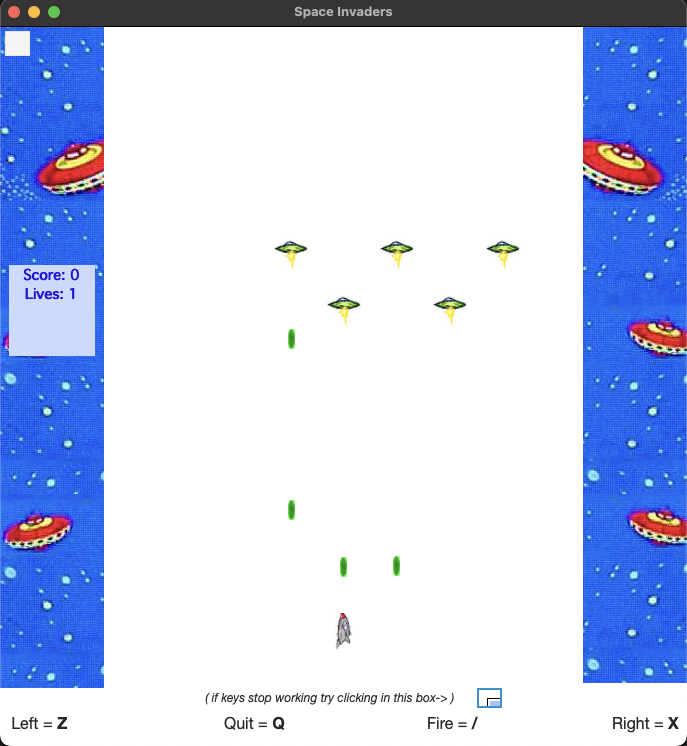 Space Invaders
Score: 0
Lives: 1
( if keys stop working try clicking in this box-> )
Left = Z Quit = Q Fire = / Right = X